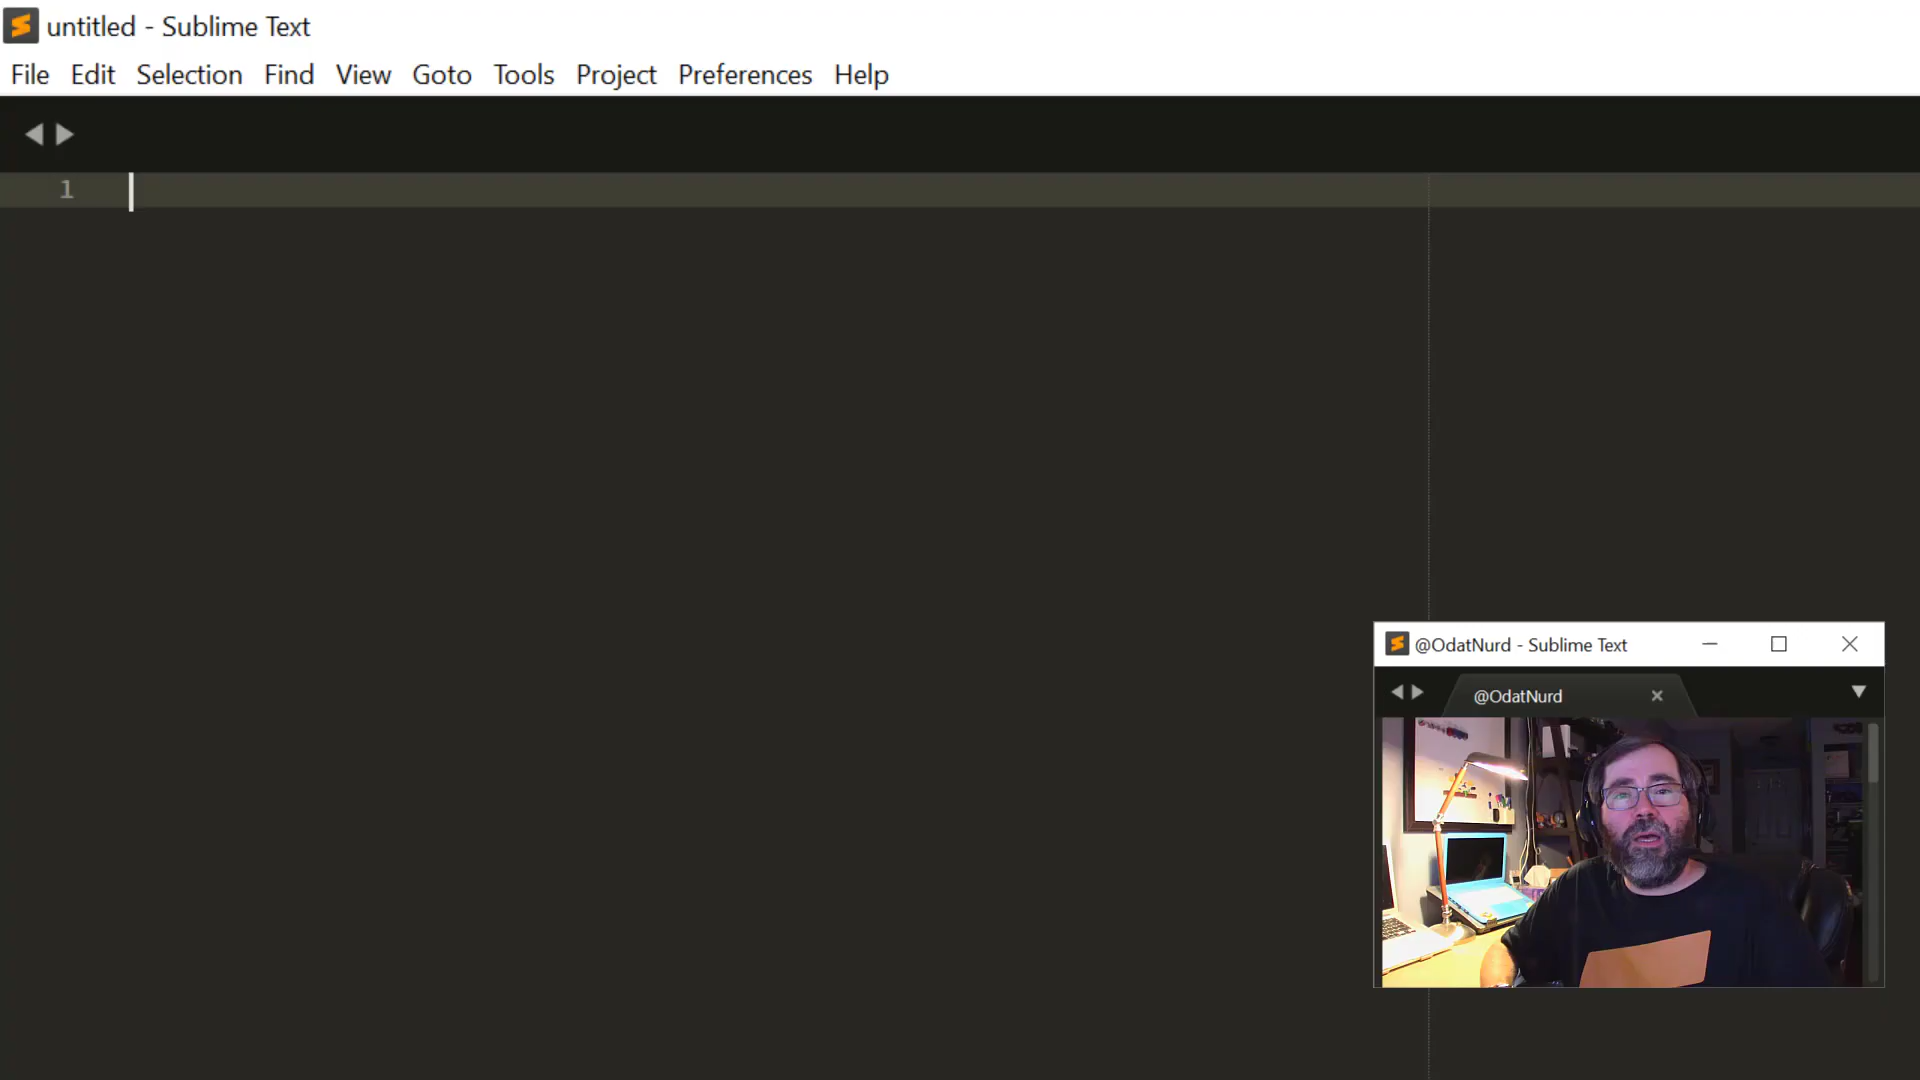 untitled - Sublime Text
File Edit Selection Find View Goto Tools Project Preferences Help
1
@OdatNurd - Sublime Text
@OdatNurd